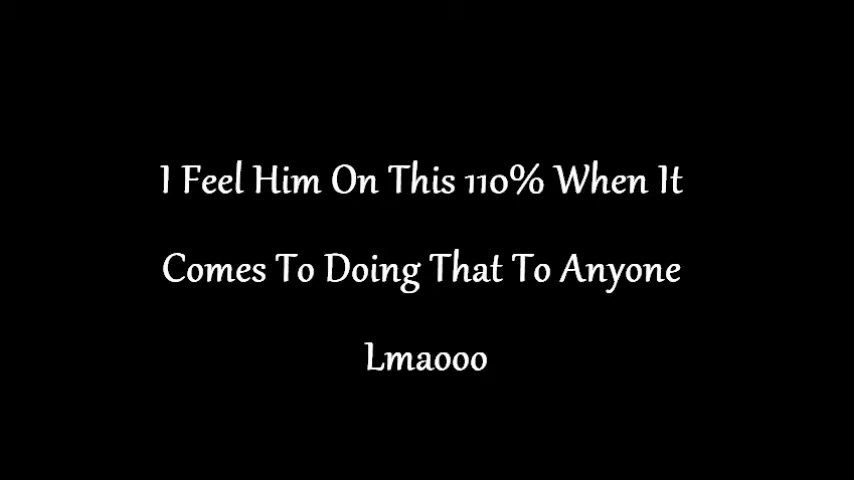 I Feel Him On This 110% When It
Comes To Doing That To Anyone
Lmaooo